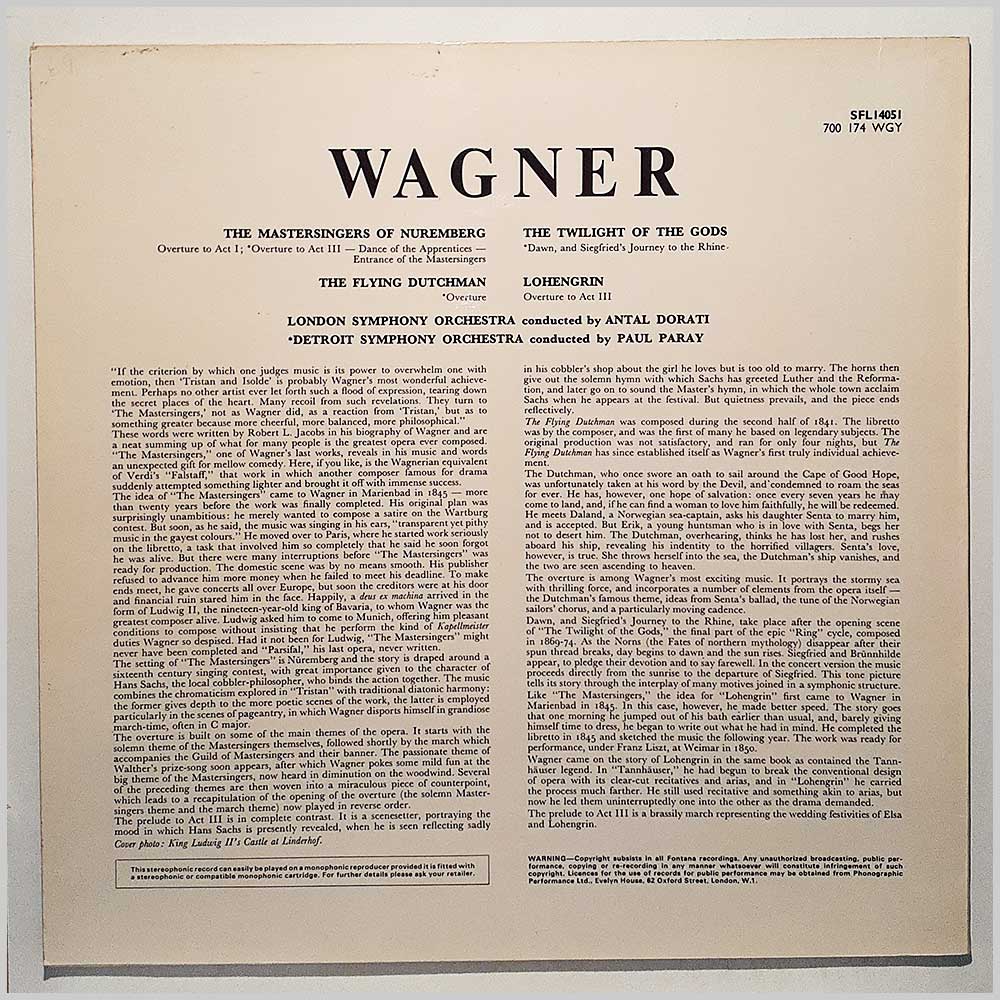 SFL14051
700 174 WGY
WAGNER
THE MASTERSINGERS OF NUREMBERG
Overture to Act I; *Overture to Act III — Dance of the Apprentices —
Entrance of the Mastersingers
THE FLYING DUTCHMAN
*Overture
THE TWILIGHT OF THE GODS
*Dawn, and Siegfried's Journey to the Rhine.
LOHENGRIN
Overture to Act III
LONDON SYMPHONY ORCHESTRA conducted by ANTAL DORATI
*DETROIT SYMPHONY ORCHESTRA conducted by PAUL PARAY
"If the criterion by which one judges music is its power to overwhelm one with
emotion, then 'Tristan and Isolde' is probably Wagner's most wonderful achieve-
ment. Perhaps no other artist ever let forth such a flood of expression, tearing down
the secret places of the heart. Many recoil from such revelations. They turn to
'The Mastersingers,' not as Wagner did, as a reaction from 'Tristan,' but as to
something greater because more cheerful, more balanced, more philosophical."
These words were written by Robert L. Jacobs in his biography of Wagner and are
a neat summing up of what for many people is the greatest opera ever composed.
"The Mastersingers," one of Wagner's last works, reveals in his music and words
an unexpected gift for mellow comedy. Here, if you like, is the Wagnerian equivalent
of Verdi's "Falstaff," that work in which another composer famous for drama
suddenly attempted something lighter and brought it off with immense success.
The idea of "The Mastersingers" came to Wagner in Marienbad in 1845 — more
than twenty years before the work was finally completed. His original plan was
surprisingly unambitious: he merely wanted to compose a satire on the Wartburg
contest. But soon, as he said, the music was singing in his ears, "transparent yet pithy
music in the gayest colours." He moved over to Paris, where he started work seriously
on the libretto, a task that involved him so completely that he said he soon forgot
he was alive. But there were many interruptions before "The Mastersingers" was
ready for production. The domestic scene was by no means smooth. His publisher
refused to advance him more money when he failed to meet his deadline. To make
ends meet, he gave concerts all over Europe, but soon the creditors were at his door
and financial ruin stared him in the face. Happily, a deus ex machina arrived in the
form of Ludwig II, the nineteen-year-old king of Bavaria, to whom Wagner was the
greatest composer alive. Ludwig asked him to come to Munich, offering him pleasant
conditions to compose without insisting that he perform the kind of Kapellmeister
duties Wagner so despised. Had it not been for Ludwig, "The Mastersingers" might
never have been completed and "Parsifal," his last opera, never written.
The setting of "The Mastersingers" is Nüremberg and the story is draped around a
sixteenth century singing contest, with great importance given to the character of
Hans Sachs, the local cobbler-philosopher, who binds the action together. The music
combines the chromaticism explored in "Tristan" with traditional diatonic harmony:
the former gives depth to the more poetic scenes of the work, the latter is employed
particularly in the scenes of pageantry, in which Wagner disports himself in grandiose
march-time, often in C major.
The overture is built on some of the main themes of the opera. It starts with the
solemn theme of the Mastersingers themselves, followed shortly by the march which
accompanies the Guild of Mastersingers and their banner. The passionate theme of
Walther's prize-song soon appears, after which Wagner pokes some mild fun at the
big theme of the Mastersingers, now heard in diminution on the woodwind. Several
of the preceding themes are then woven into a miraculous piece of counterpoint,
which leads to a recapitulation of the opening of the overture (the solemn Master-
singers theme and the march theme) now played in reverse order.
The prelude to Act III is in complete contrast. It is a scenesetter, portraying the
mood in which Hans Sachs is presently revealed, when he is seen reflecting sadly
Cover photo: King Ludwig II's Castle at Linderhof.
This stereophonic record can easily be played on a monophonic reproducer provided it is fitted with
a stereophonic or compatible monophonic cartridge. For further details please ask your retailer.
in his cobbler's shop about the girl he loves but is too old to marry. The horns then
give out the solemn hymn with which Sachs has greeted Luther and the Reforma-
tion, and later go on to sound the Master's hymn, in which the whole town acclaim
Sachs when he appears at the festival. But quietness prevails, and the piece ends
reflectively.
The Flying Dutchman was composed during the second half of 1841. The libretto
was by the composer, and was the first of many he based on legendary subjects. The
original production was not satisfactory, and ran for only four nights, but The
Flying Dutchman has since established itself as Wagner's first truly individual achieve-
ment.
The Dutchman, who once swore an oath to sail around the Cape of Good Hope,
was unfortunately taken at his word by the Devil, and condemned to roam the seas
for ever. He has, however, one hope of salvation: once every seven years he may
come to land, and, if he can find a woman to love him faithfully, he will be redeemed.
He meets Daland, a Norwegian sea-captain, asks his daughter Senta to marry him,
and is accepted. But Erik, a young huntsman who is in love with Senta, begs her
not to desert him. The Dutchman, overhearing, thinks he has lost her, and rushes
aboard his ship, revealing his indentity to the horrified villagers. Senta's love,
however, is true. She throws herself into the sea, the Dutchman's ship vanishes, and
the two are seen ascending to heaven.
The overture is among Wagner's most exciting music. It portrays the stormy sea
with thrilling force, and incorporates a number of elements from the opera itself —
the Dutchman's famous theme, ideas from Senta's ballad, the tune of the Norwegian
sailors' chorus, and a particularly moving cadence.
Dawn, and Siegfried's Journey to the Rhine, take place after the opening scene
of "The Twilight of the Gods," the final part of the epic "Ring" cycle, composed
in 1869-74. As the Norns (the Fates of northern mythology) disappear after their
spun thread breaks, day begins to dawn and the sun rises. Siegfried and Brünnhilde
appear, to pledge their devotion and to say farewell. In the concert version the music
proceeds directly from the sunrise to the departure of Siegfried. This tone picture
tells its story through the interplay of many motives joined in a symphonic structure.
Like "The Mastersingers," the idea for "Lohengrin" first came to Wagner in
Marienbad in 1845. In this case, however, he made better speed. The story goes
that one morning he jumped out of his bath earlier than usual, and, barely giving
himself time to dress, he began to write out what he had in mind. He completed the
libretto in 1845 and sketched the music the following year. The work was ready for
performance, under Franz Liszt, at Weimar in 1850.
Wagner came on the story of Lohengrin in the same book as contained the Tann-
häuser legend. In "Tannhäuser," he had begun to break the conventional design
of opera with its clear-cut recitatives and arias, and in "Lohengrin" he carried
the process much farther. He still used recitative and something akin to arias, but
now he led them uninterruptedly one into the other as the drama demanded.
The prelude to Act III is a brassily march representing the wedding festivities of Elsa
and Lohengrin.
WARNING—Copyright subsists in all Fontana recordings. Any unauthorized broadcasting, public per-
formance, copying or re-recording in any manner whatsoever will constitute infringement of such
copyright. Licences for the use of records for public performance may be obtained from Phonographic
Performance Ltd., Evelyn House, 62 Oxford Street, London, W.1.